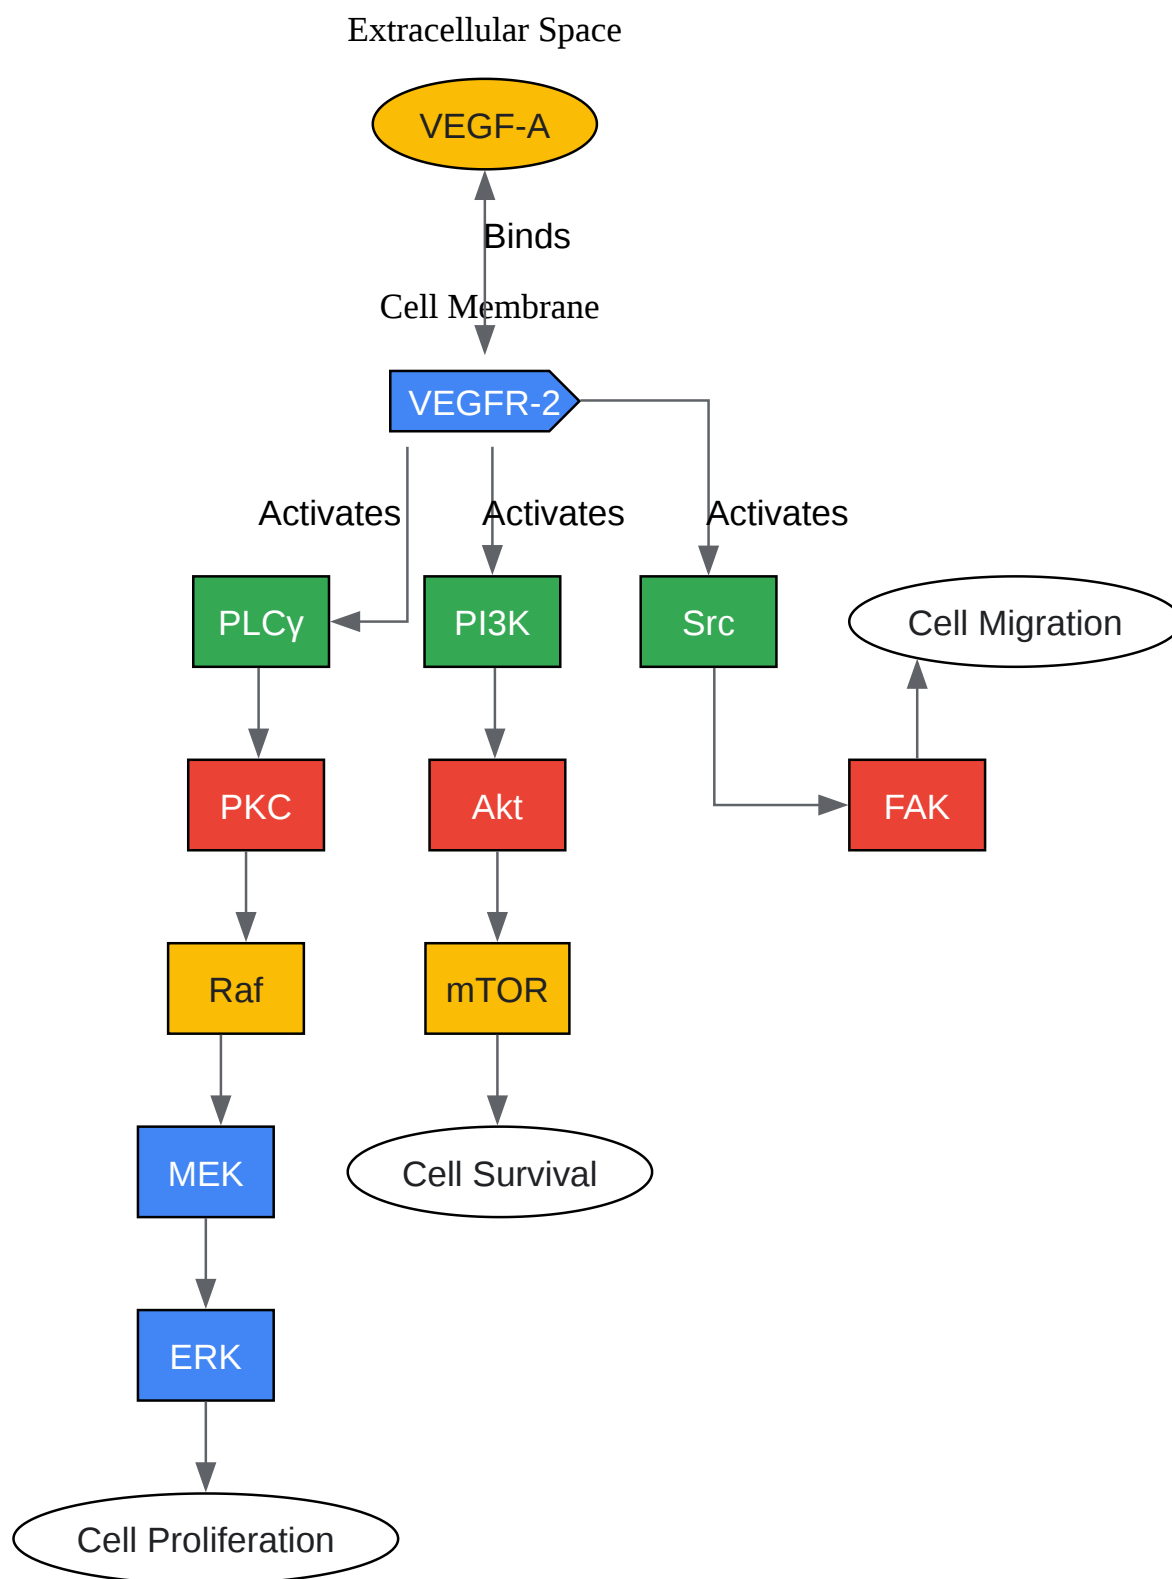 Extracellular Space
VEGF-A
Binds
Cell Membrane
VEGFR-2
Activates
Activates
Activates
PLCγ
PI3K
Src
Cell Migration
PKC
Akt
FAK
Raf
mTOR
MEK
Cell Survival
ERK
Cell Proliferation